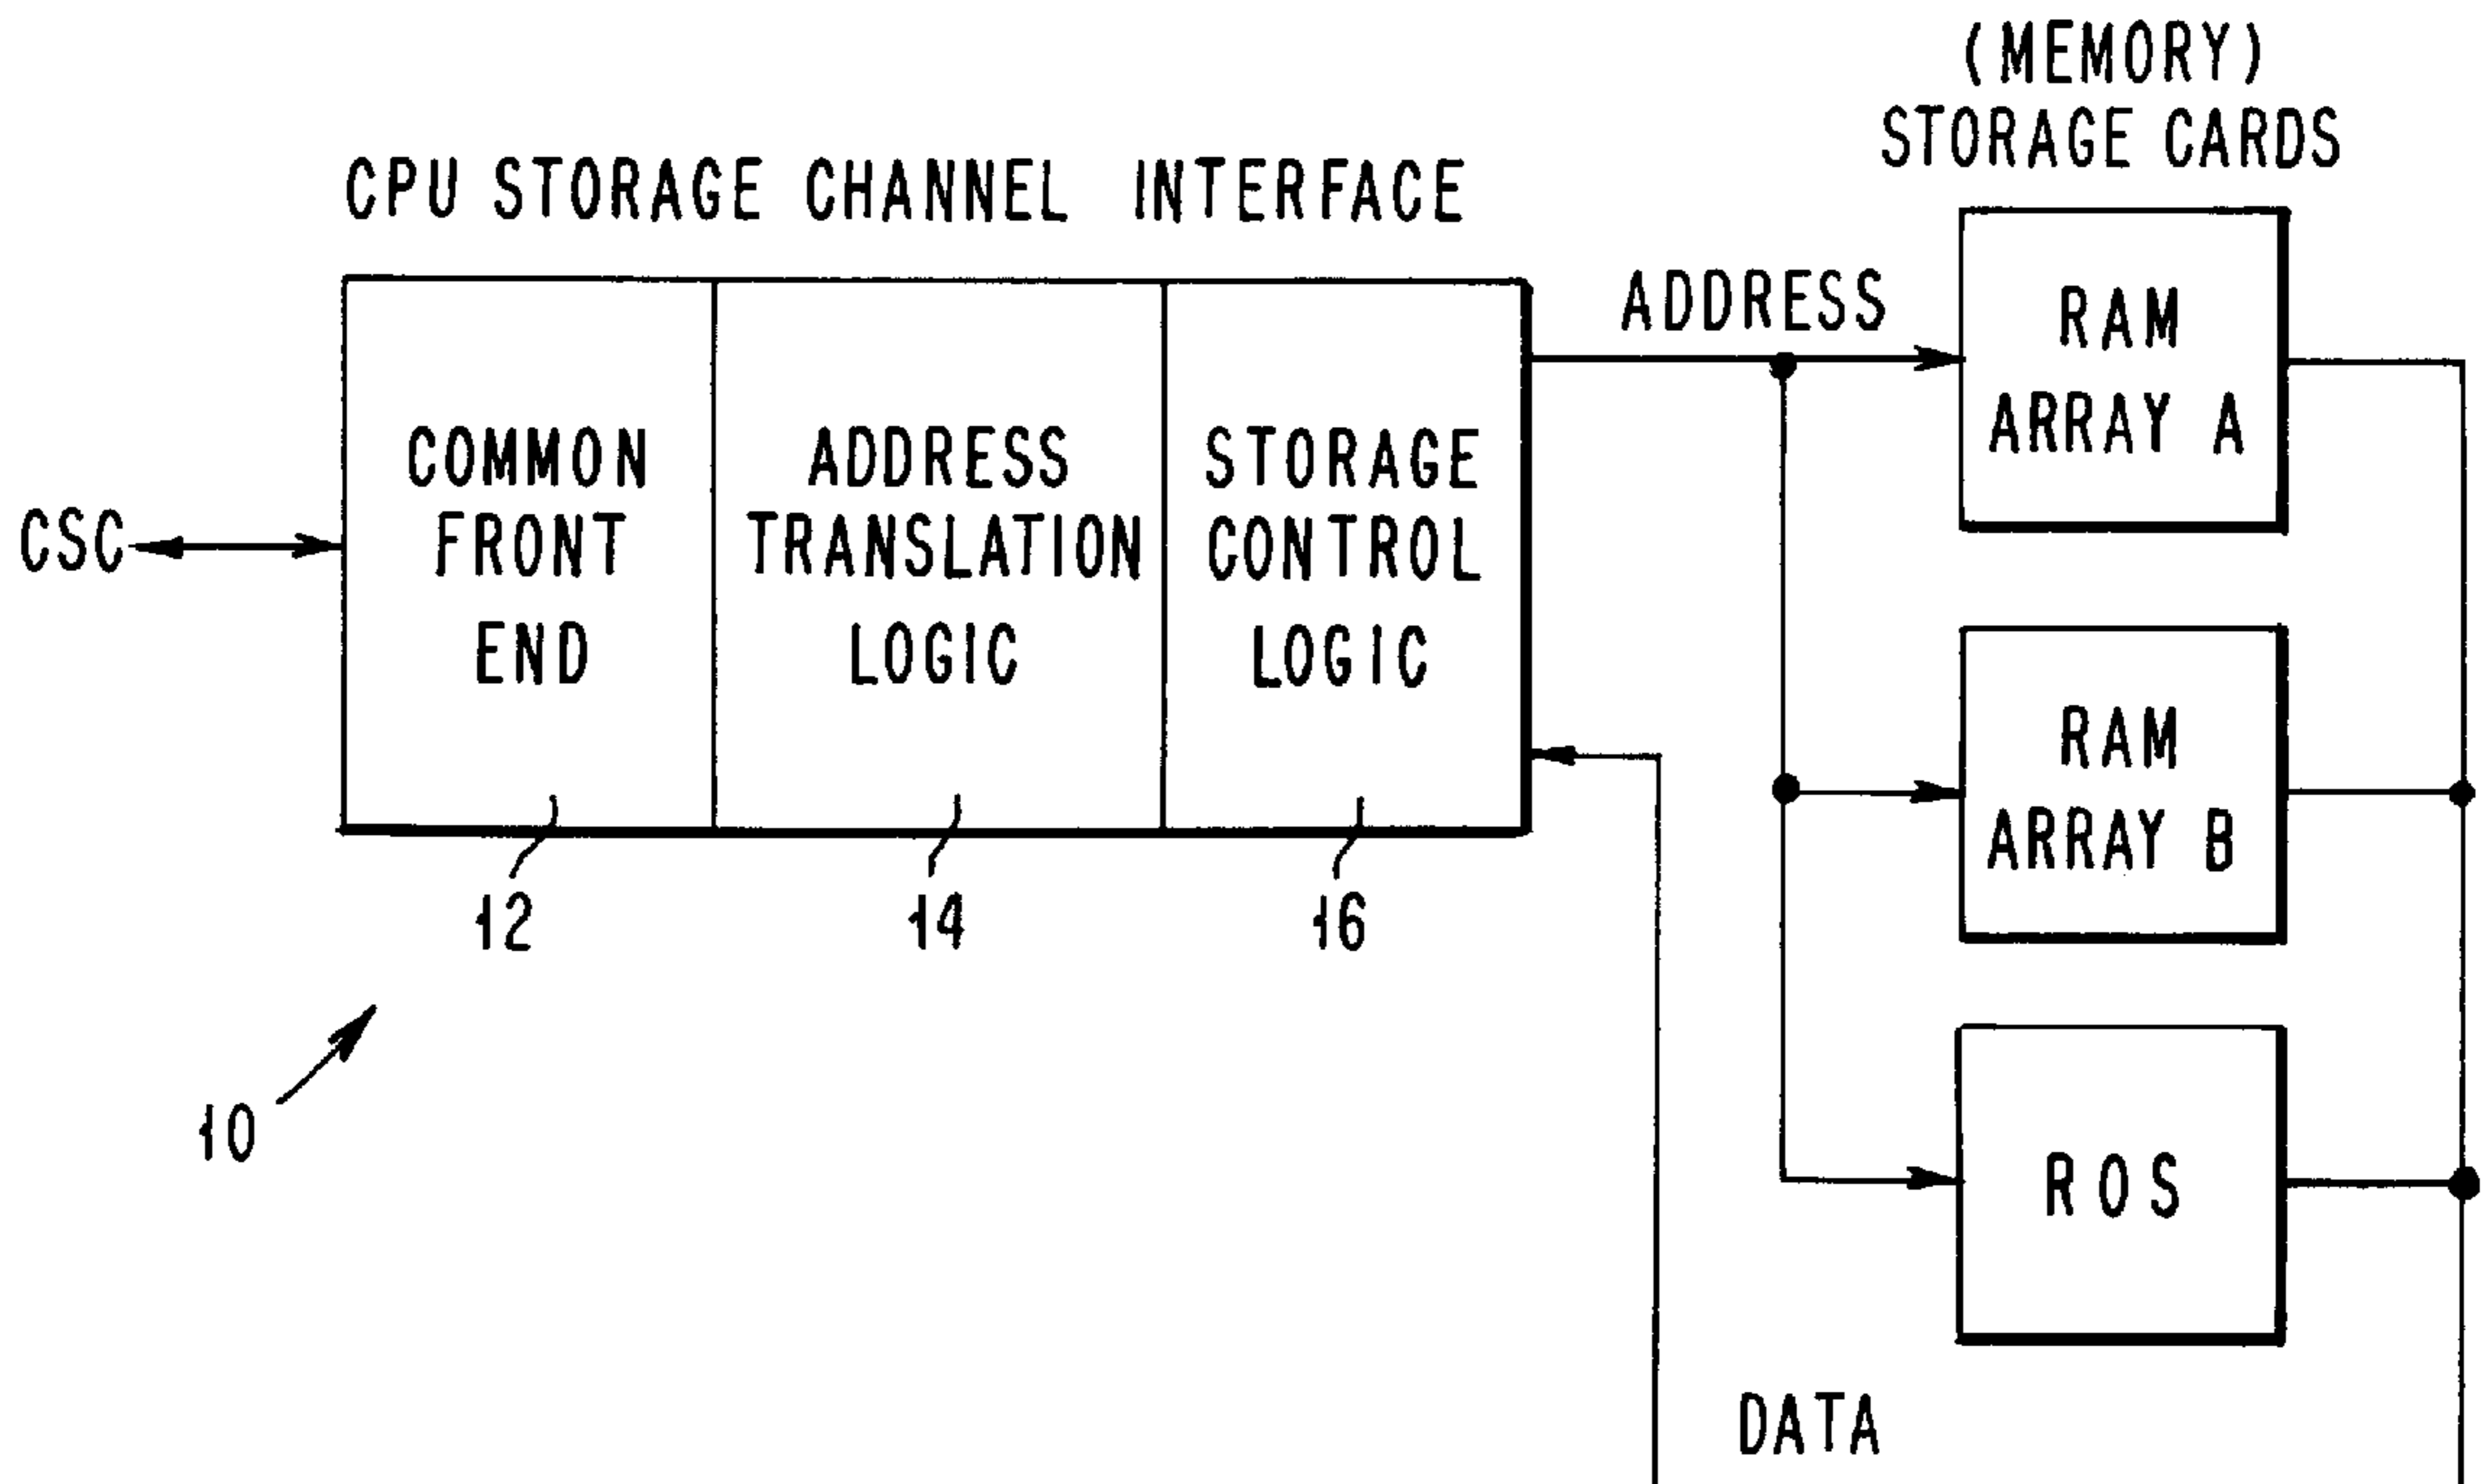 (MEMORY)
STORAGE CARDS
CPU STORAGE CHANNEL INTERFACE
ADDRESS
RAM
ARRAY A
COMMON
FRONT
END
ADDRESS
TRANSLATION
LOGIC
STORAGE
CONTROL
LOGIC
CSC
RAM
ARRAY B
12
14
16
10
ROS
DATA